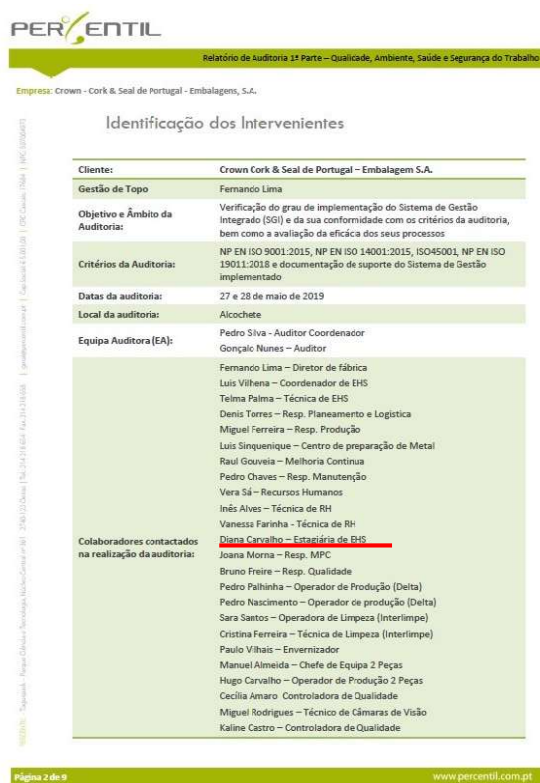 PERCENTIL
Relatório de Auditoria 1ª Parte – Qualidade, Ambiente, Saúde e Segurança do Trabalho
Empresa: Crown - Cork & Seal de Portugal - Embalagens, S.A.
Identificação dos Intervenientes
Cliente: Crown Cork & Seal de Portugal – Embalagem S.A.
Gestão de Topo Fernando Lima
Objetivo e Âmbito da Auditoria: Verificação do grau de implementação do Sistema de Gestão
Integrado (SGI) e da sua conformidade com os critérios da auditoria,
bem como a avaliação da eficácia dos seus processos
Critérios da Auditoria: NP EN ISO 9001:2015, NP EN ISO 14001:2015, ISO45001, NP EN ISO
19011:2018 e documentação de suporte do Sistema de Gestão
implementado
Datas da auditoria: 27 e 28 de maio de 2019
Local da auditoria: Alcochete
Equipa Auditora (EA): Pedro Silva - Auditor Coordenador
Gonçalo Nunes – Auditor
Colaboradores contactados
na realização da auditoria:
Fernando Lima – Diretor de fábrica
Luis Vilhena – Coordenador de EHS
Telma Palma – Técnica de EHS
Denis Torres – Resp. Planeamento e Logistica
Miguel Ferreira – Resp. Produção
Luis Sinquenique – Centro de preparação de Metal
Raul Gouveia – Melhoria Continua
Pedro Chaves – Resp. Manutenção
Vera Sá – Recursos Humanos
Inês Alves – Técnica de RH
Vanessa Farinha - Técnica de RH
Diana Carvalho – Estagiária de EHS
Joana Morna – Resp. MPC
Bruno Freire – Resp. Qualidade
Pedro Palhinha – Operador de Produção (Delta)
Pedro Nascimento – Operador de produção (Delta)
Sara Santos – Operadora de Limpeza (Interlimpe)
Cristina Ferreira – Técnica de Limpeza (Interlimpe)
Paulo Vilhais – Envernizador
Manuel Almeida – Chefe de Equipa 2 Peças
Hugo Carvalho – Operador de Produção 2 Peças
Cecília Amaro Controladora de Qualidade
Miguel Rodrigues – Técnico de Câmaras de Visão
Kaline Castro – Controladora de Qualidade
Página 2 de 9
www.percentil.com.pt